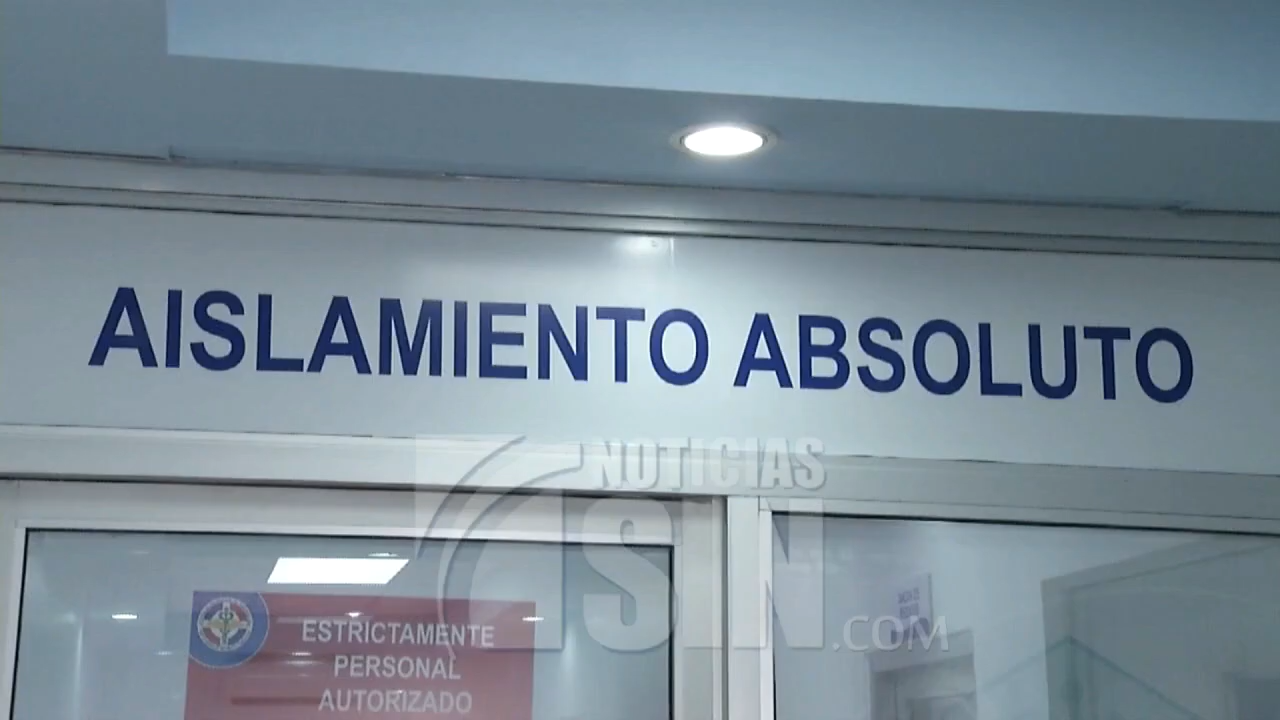 AISLAMIENTO ABSOLUTO
NOTICIAS
SIN
.COM
ESTRICTAMENTE
PERSONAL
AUTORIZADO